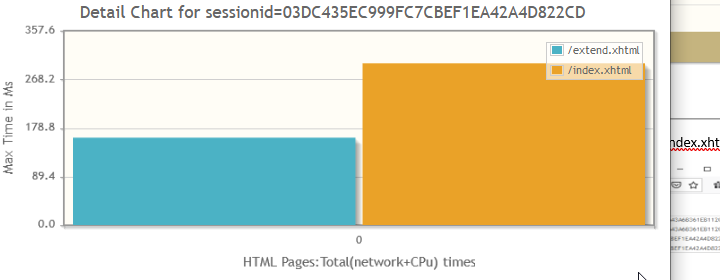 Detail Chart for sessionid=03DC435EC999FC7CBEF1EA42A4D822CD
357.6
268.2
178.8
89.4
0.0
Max Time in Ms
/extend.xhtml
/index.xhtml
0
HTML Pages:Total(network+CPu) times
ndex.xht